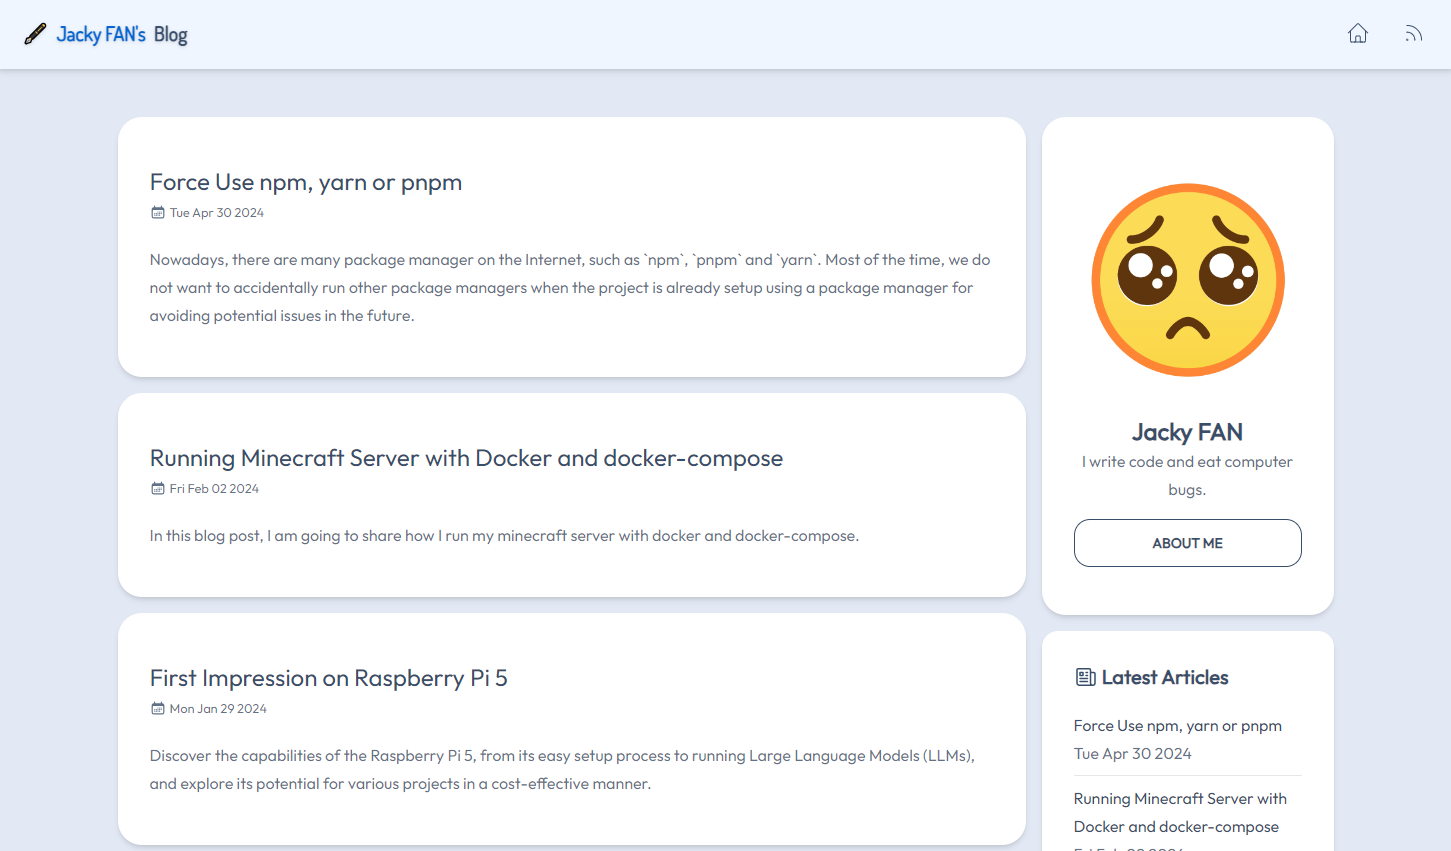 Jacky FAN's Blog
Force Use npm, yarn or pnpm
Tue Apr 30 2024
Nowadays, there are many package manager on the Internet, such as `npm`, `pnpm` and `yarn`. Most of the time, we do
not want to accidentally run other package managers when the project is already setup using a package manager for
avoiding potential issues in the future.
Running Minecraft Server with Docker and docker-compose
Fri Feb 02 2024
In this blog post, I am going to share how I run my minecraft server with docker and docker-compose.
First Impression on Raspberry Pi 5
Mon Jan 29 2024
Discover the capabilities of the Raspberry Pi 5, from its easy setup process to running Large Language Models (LLMs),
and explore its potential for various projects in a cost-effective manner.
Jacky FAN
I write code and eat computer
bugs.
ABOUT ME
Latest Articles
Force Use npm, yarn or pnpm
Tue Apr 30 2024
Running Minecraft Server with
Docker and docker-compose